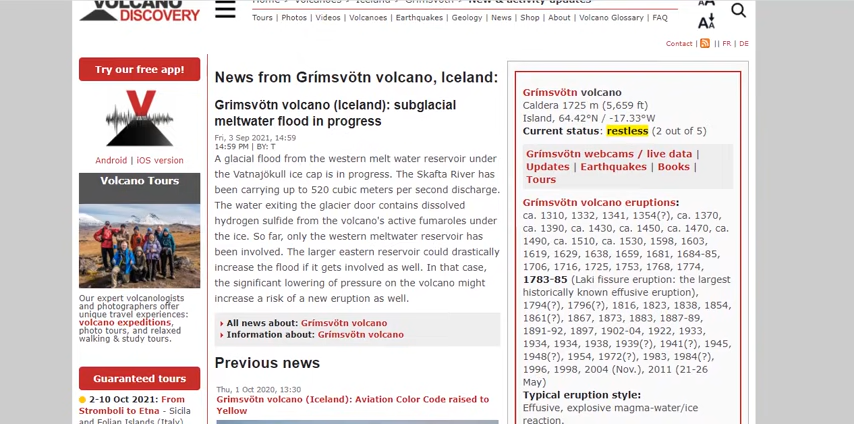 VOLCANO
DISCOVERY
Tours | Photos | Videos | Volcanoes | Earthquakes | Geology | News | Shop | About | Volcano Glossary | FAQ
AA
A
Contact | || FR | DE
Try our free app!
Android | iOS version
Volcano Tours
Our expert volcanologists
and photographers offer
unique travel experiences:
volcano expeditions,
photo tours, and relaxed
walking & study tours.
Guaranteed tours
2-10 Oct 2021: From
Stromboli to Etna - Sicily
and Eolian Islands (Italy)
News from Grímsvötn volcano, Iceland:
Grimsvötn volcano (Iceland): subglacial
meltwater flood in progress
Fri, 3 Sep 2021, 14:59
14:59 PM | BY: T
A glacial flood from the western melt water reservoir under
the Vatnajökull ice cap is in progress. The Skafta River has
been carrying up to 520 cubic meters per second discharge.
The water exiting the glacier door contains dissolved
hydrogen sulfide from the volcano's active fumaroles under
the ice. So far, only the western meltwater reservoir has
been involved. The larger eastern reservoir could drastically
increase the flood if it gets involved as well. In that case,
the significant lowering of pressure on the volcano might
increase a risk of a new eruption as well.
All news about: Grímsvötn volcano
Information about: Grímsvötn volcano
Previous news
Thu, 1 Oct 2020, 13:30
Grimsvötn volcano (Iceland): Aviation Color Code raised to
Yellow
Grímsvötn volcano
Caldera 1725 m (5,659 ft)
Island, 64.42°N / -17.33°W
Current status: restless (2 out of 5)
Grímsvötn webcams / live data |
Updates | Earthquakes | Books |
Tours
Grímsvötn volcano eruptions:
ca. 1310, 1332, 1341, 1354(?), ca. 1370,
ca. 1390, ca. 1430, ca. 1450, ca. 1470, ca.
1490, ca. 1510, ca. 1530, 1598, 1603,
1619, 1629, 1638, 1659, 1681, 1684-85,
1706, 1716, 1725, 1753, 1768, 1774,
1783-85 (Laki fissure eruption: the largest
historically known effusive eruption),
1794(?), 1796(?), 1816, 1823, 1838, 1854,
1861(?), 1867, 1873, 1883, 1887-89,
1891-92, 1897, 1902-04, 1922, 1933,
1934, 1934, 1938, 1939(?), 1941(?), 1945,
1948(?), 1954, 1972(?), 1983, 1984(?),
1996, 1998, 2004 (Nov.), 2011 (21-26
May)
Typical eruption style:
Effusive, explosive magma-water/ice
reaction.